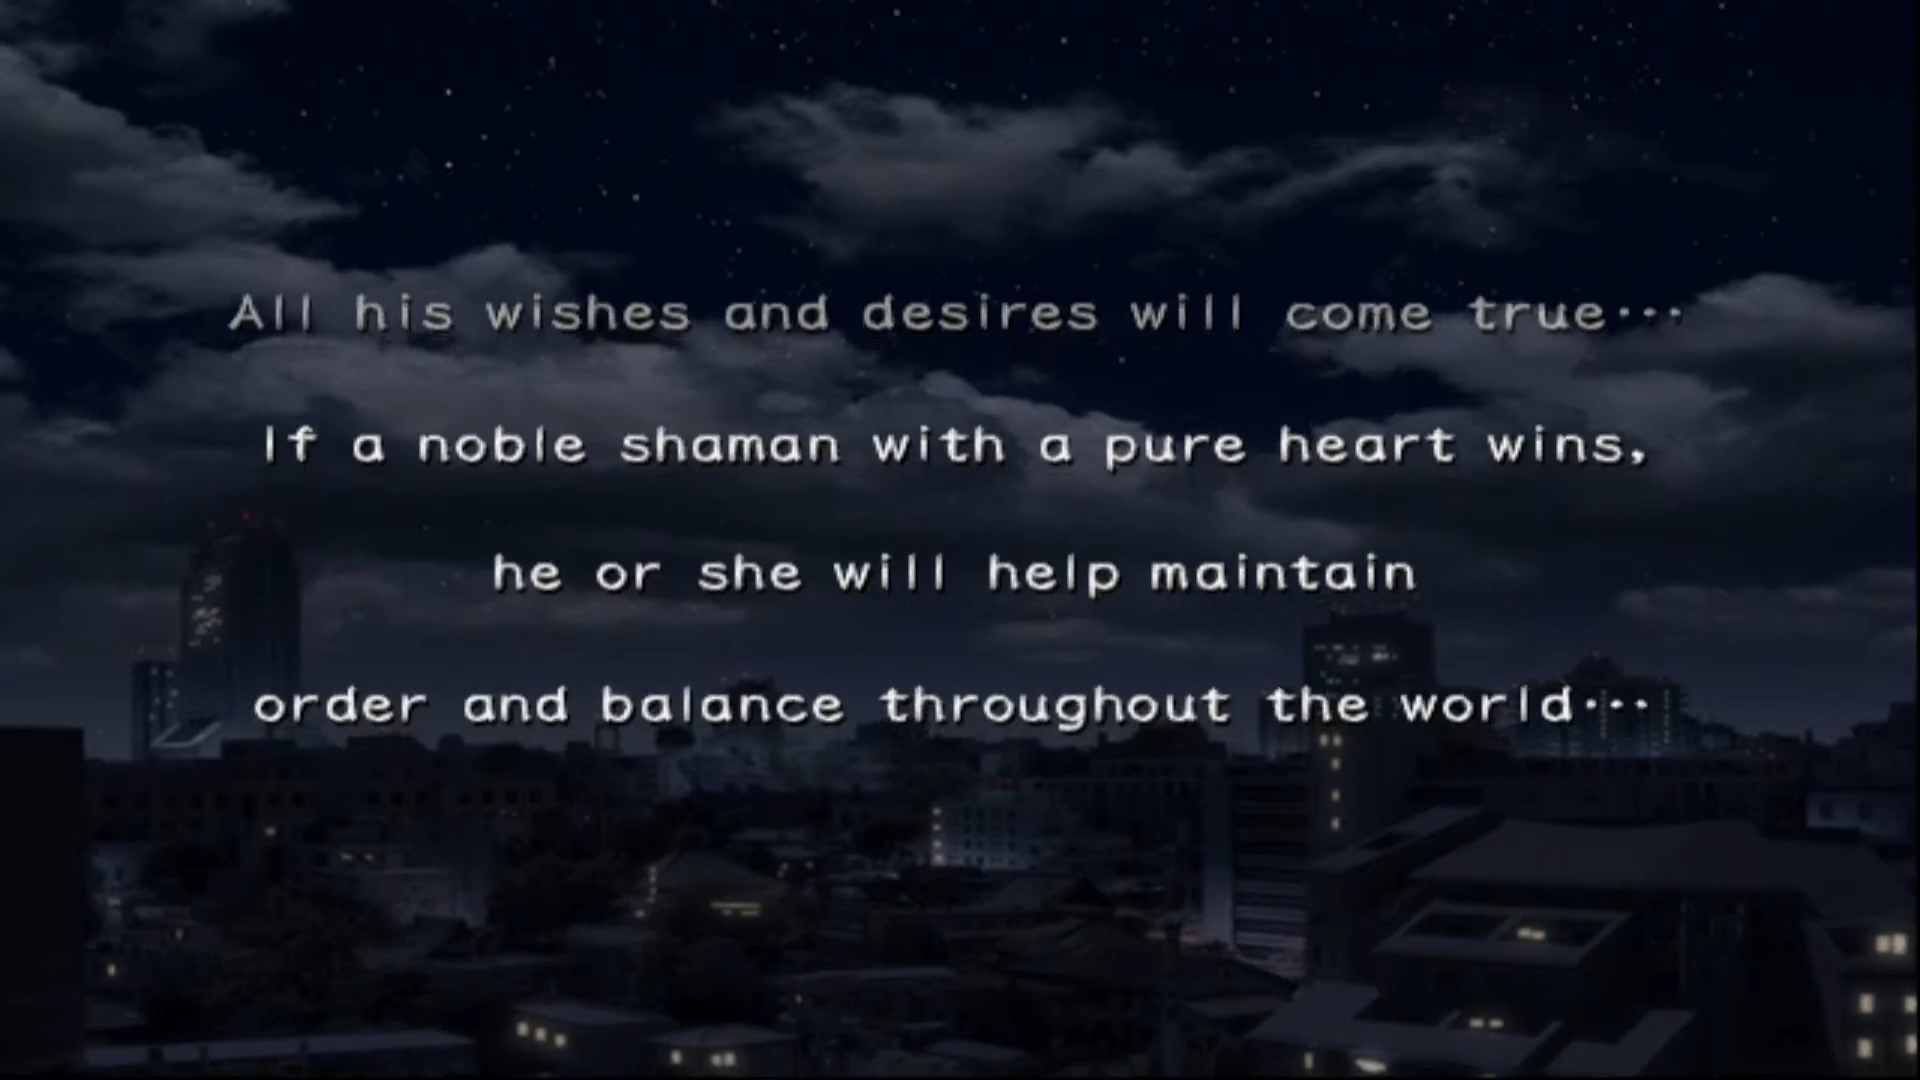 All his wishes and desires will come true···
If a noble shaman with a pure heart wins,
he or she will help maintain
order and balance throughout the world···